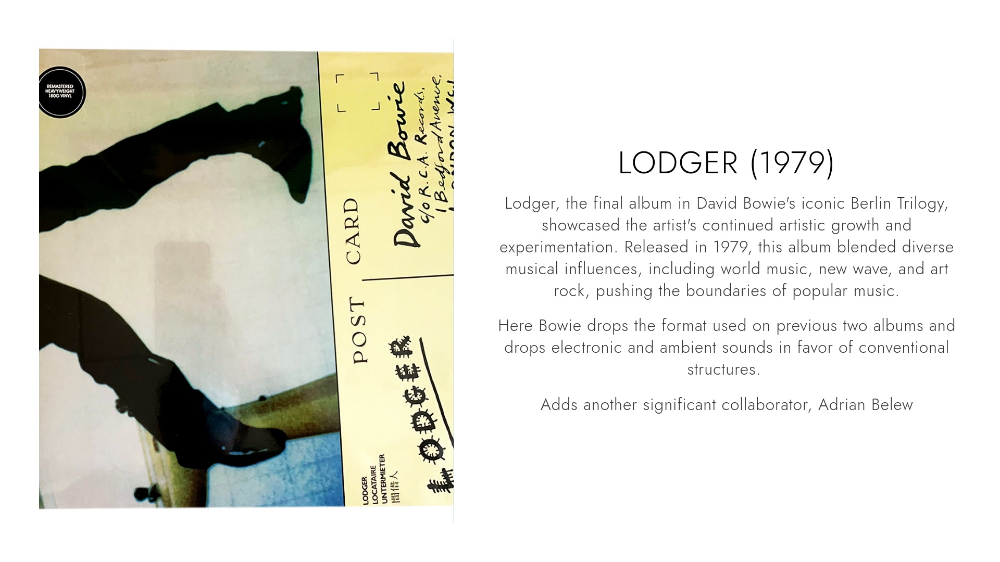 REMASTERED
HEAVYWEIGHT
180G VINYL
POST CARD
David Bowie
c/o R.C.A. Records,
1 Bedford Avenue,
LODGER
LODGER
LOCATAIRE
UNTERMIETER
間借人
LODGER (1979)
Lodger, the final album in David Bowie's iconic Berlin Trilogy,
showcased the artist's continued artistic growth and
experimentation. Released in 1979, this album blended diverse
musical influences, including world music, new wave, and art
rock, pushing the boundaries of popular music.
Here Bowie drops the format used on previous two albums and
drops electronic and ambient sounds in favor of conventional
structures.
Adds another significant collaborator, Adrian Belew